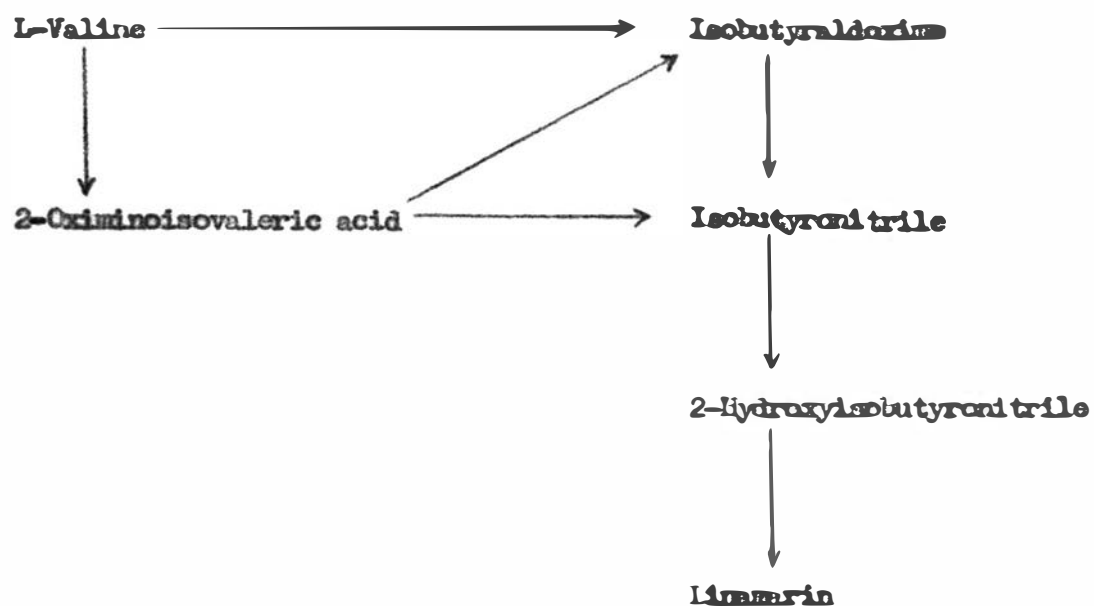 L-Valine
Isobutyraldoxime
2-Oximinoisovaleric acid
Isobutyronitrile
2-Hydroxyisobutyronitrile
Linamarin